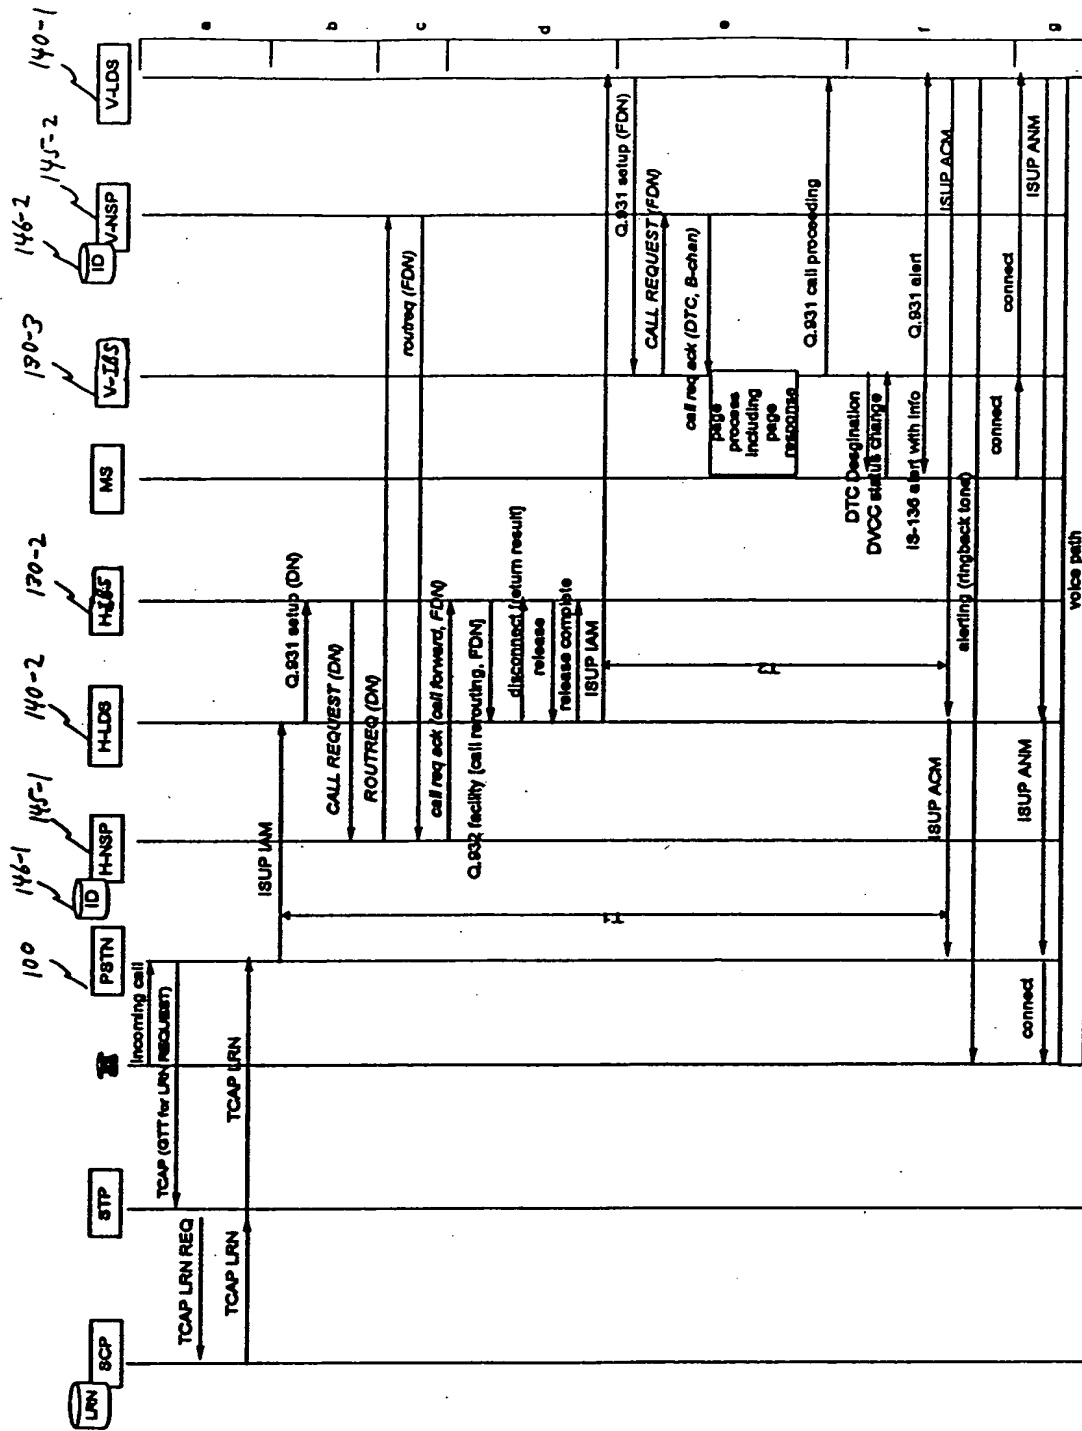 LRN
SCP
STP
PSTN
100
ID
H-NSP
146-1
145-1
H-LDS
140-2
H-IBS
130-2
MS
V-IBS
130-3
ID
V-NSP
146-2
145-2
V-LDS
140-1
a
b
c
d
e
f
g
Incoming call
TCAP (GTT for LRN REQUEST)
TCAP LRN REQ
TCAP LRN
TCAP LRN
ISUP IAM
Q.931 setup (DN)
CALL REQUEST (DN)
ROUTREQ (DN)
routreq (FDN)
call req ack (call forward, FDN)
Q.932 facility (call rerouting, FDN)
disconnect [return result]
release
release complete
ISUP IAM
Q.931 setup (FDN)
CALL REQUEST (FDN)
call req ack (DTC, B-chan)
page
process
including
page
response
Q.931 call proceeding
DTC Desgination
DVCC status change
IS-136 alert with info
Q.931 alert
ISUP ACM
ISUP ACM
T1
alerting (ringback tone)
connect
connect
ISUP ANM
ISUP ANM
connect
voice path